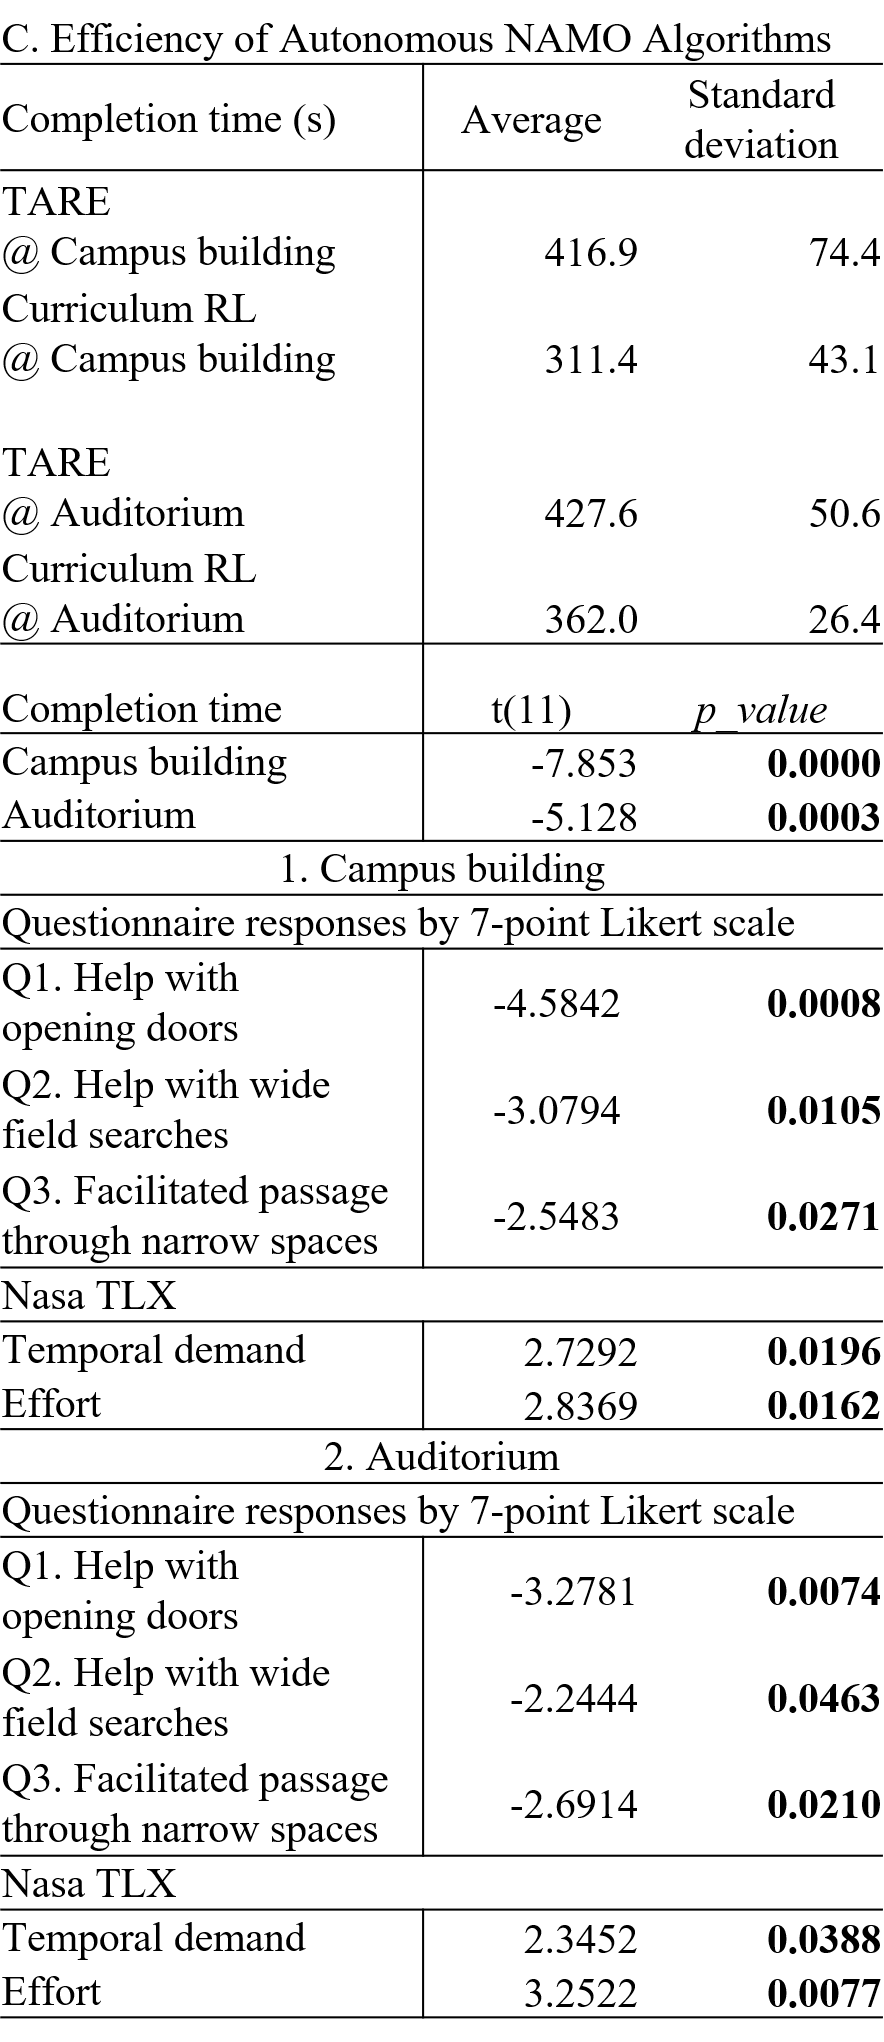 C. Efficiency of Autonomous NAMO Algorithms
Completion time (s) Average Standard deviation
TARE
@ Campus building 416.9 74.4
Curriculum RL
@ Campus building 311.4 43.1
TARE
@ Auditorium 427.6 50.6
Curriculum RL
@ Auditorium 362.0 26.4
Completion time t(11) p_value
Campus building -7.853 0.0000
Auditorium -5.128 0.0003
1. Campus building
Questionnaire responses by 7-point Likert scale
Q1. Help with
opening doors -4.5842 0.0008
Q2. Help with wide
field searches -3.0794 0.0105
Q3. Facilitated passage
through narrow spaces -2.5483 0.0271
Nasa TLX
Temporal demand 2.7292 0.0196
Effort 2.8369 0.0162
2. Auditorium
Questionnaire responses by 7-point Likert scale
Q1. Help with
opening doors -3.2781 0.0074
Q2. Help with wide
field searches -2.2444 0.0463
Q3. Facilitated passage
through narrow spaces -2.6914 0.0210
Nasa TLX
Temporal demand 2.3452 0.0388
Effort 3.2522 0.0077